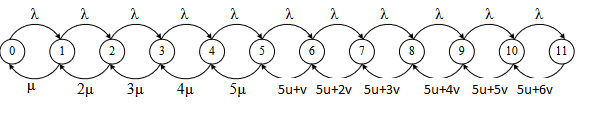 λ λ λ λ λ λ λ λ λ λ λ
0 1 2 3 4 5 6 7 8 9 10 11
μ 2μ 3μ 4μ 5μ 5u+v 5u+2v 5u+3v 5u+4v 5u+5v 5u+6v